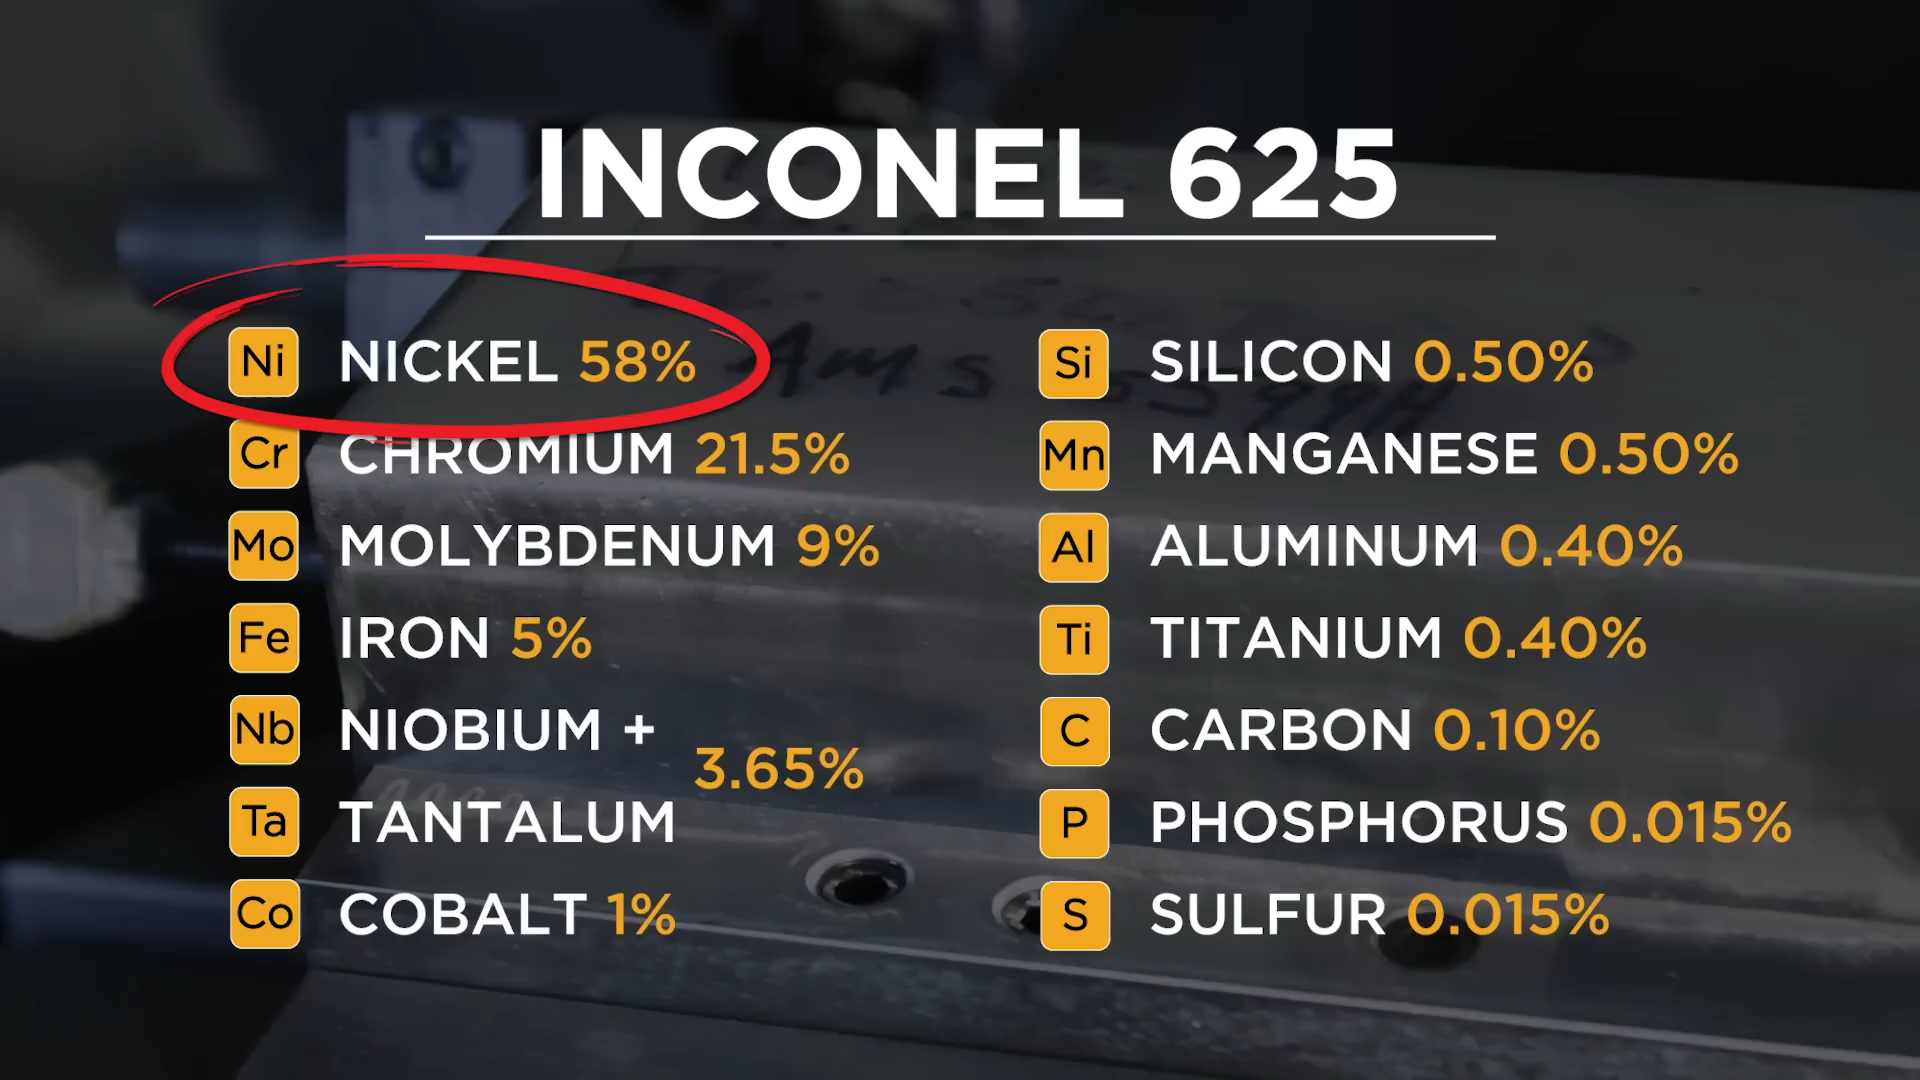 INCONEL 625
Ni NICKEL 58%
Cr CHROMIUM 21.5%
Mo MOLYBDENUM 9%
Fe IRON 5%
Nb NIOBIUM +
3.65%
Ta TANTALUM
Co COBALT 1%
Si SILICON 0.50%
Mn MANGANESE 0.50%
Al ALUMINUM 0.40%
Ti TITANIUM 0.40%
C CARBON 0.10%
P PHOSPHORUS 0.015%
S SULFUR 0.015%
AMS